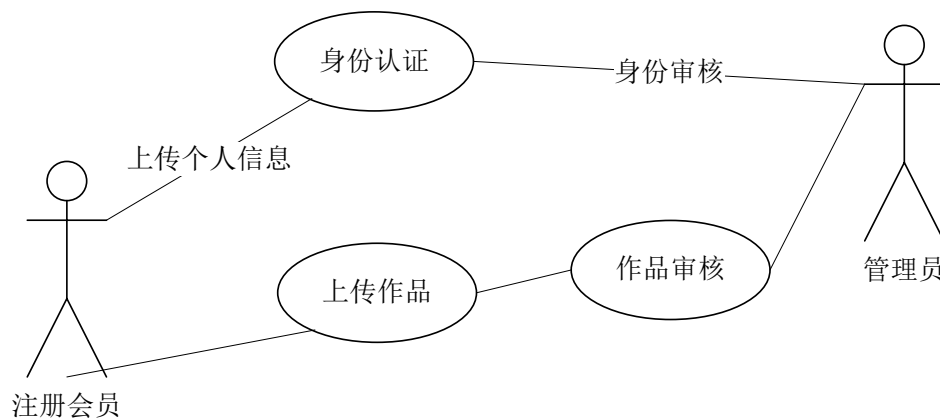 身份认证
身份审核
上传个人信息
上传作品
作品审核
管理员
注册会员